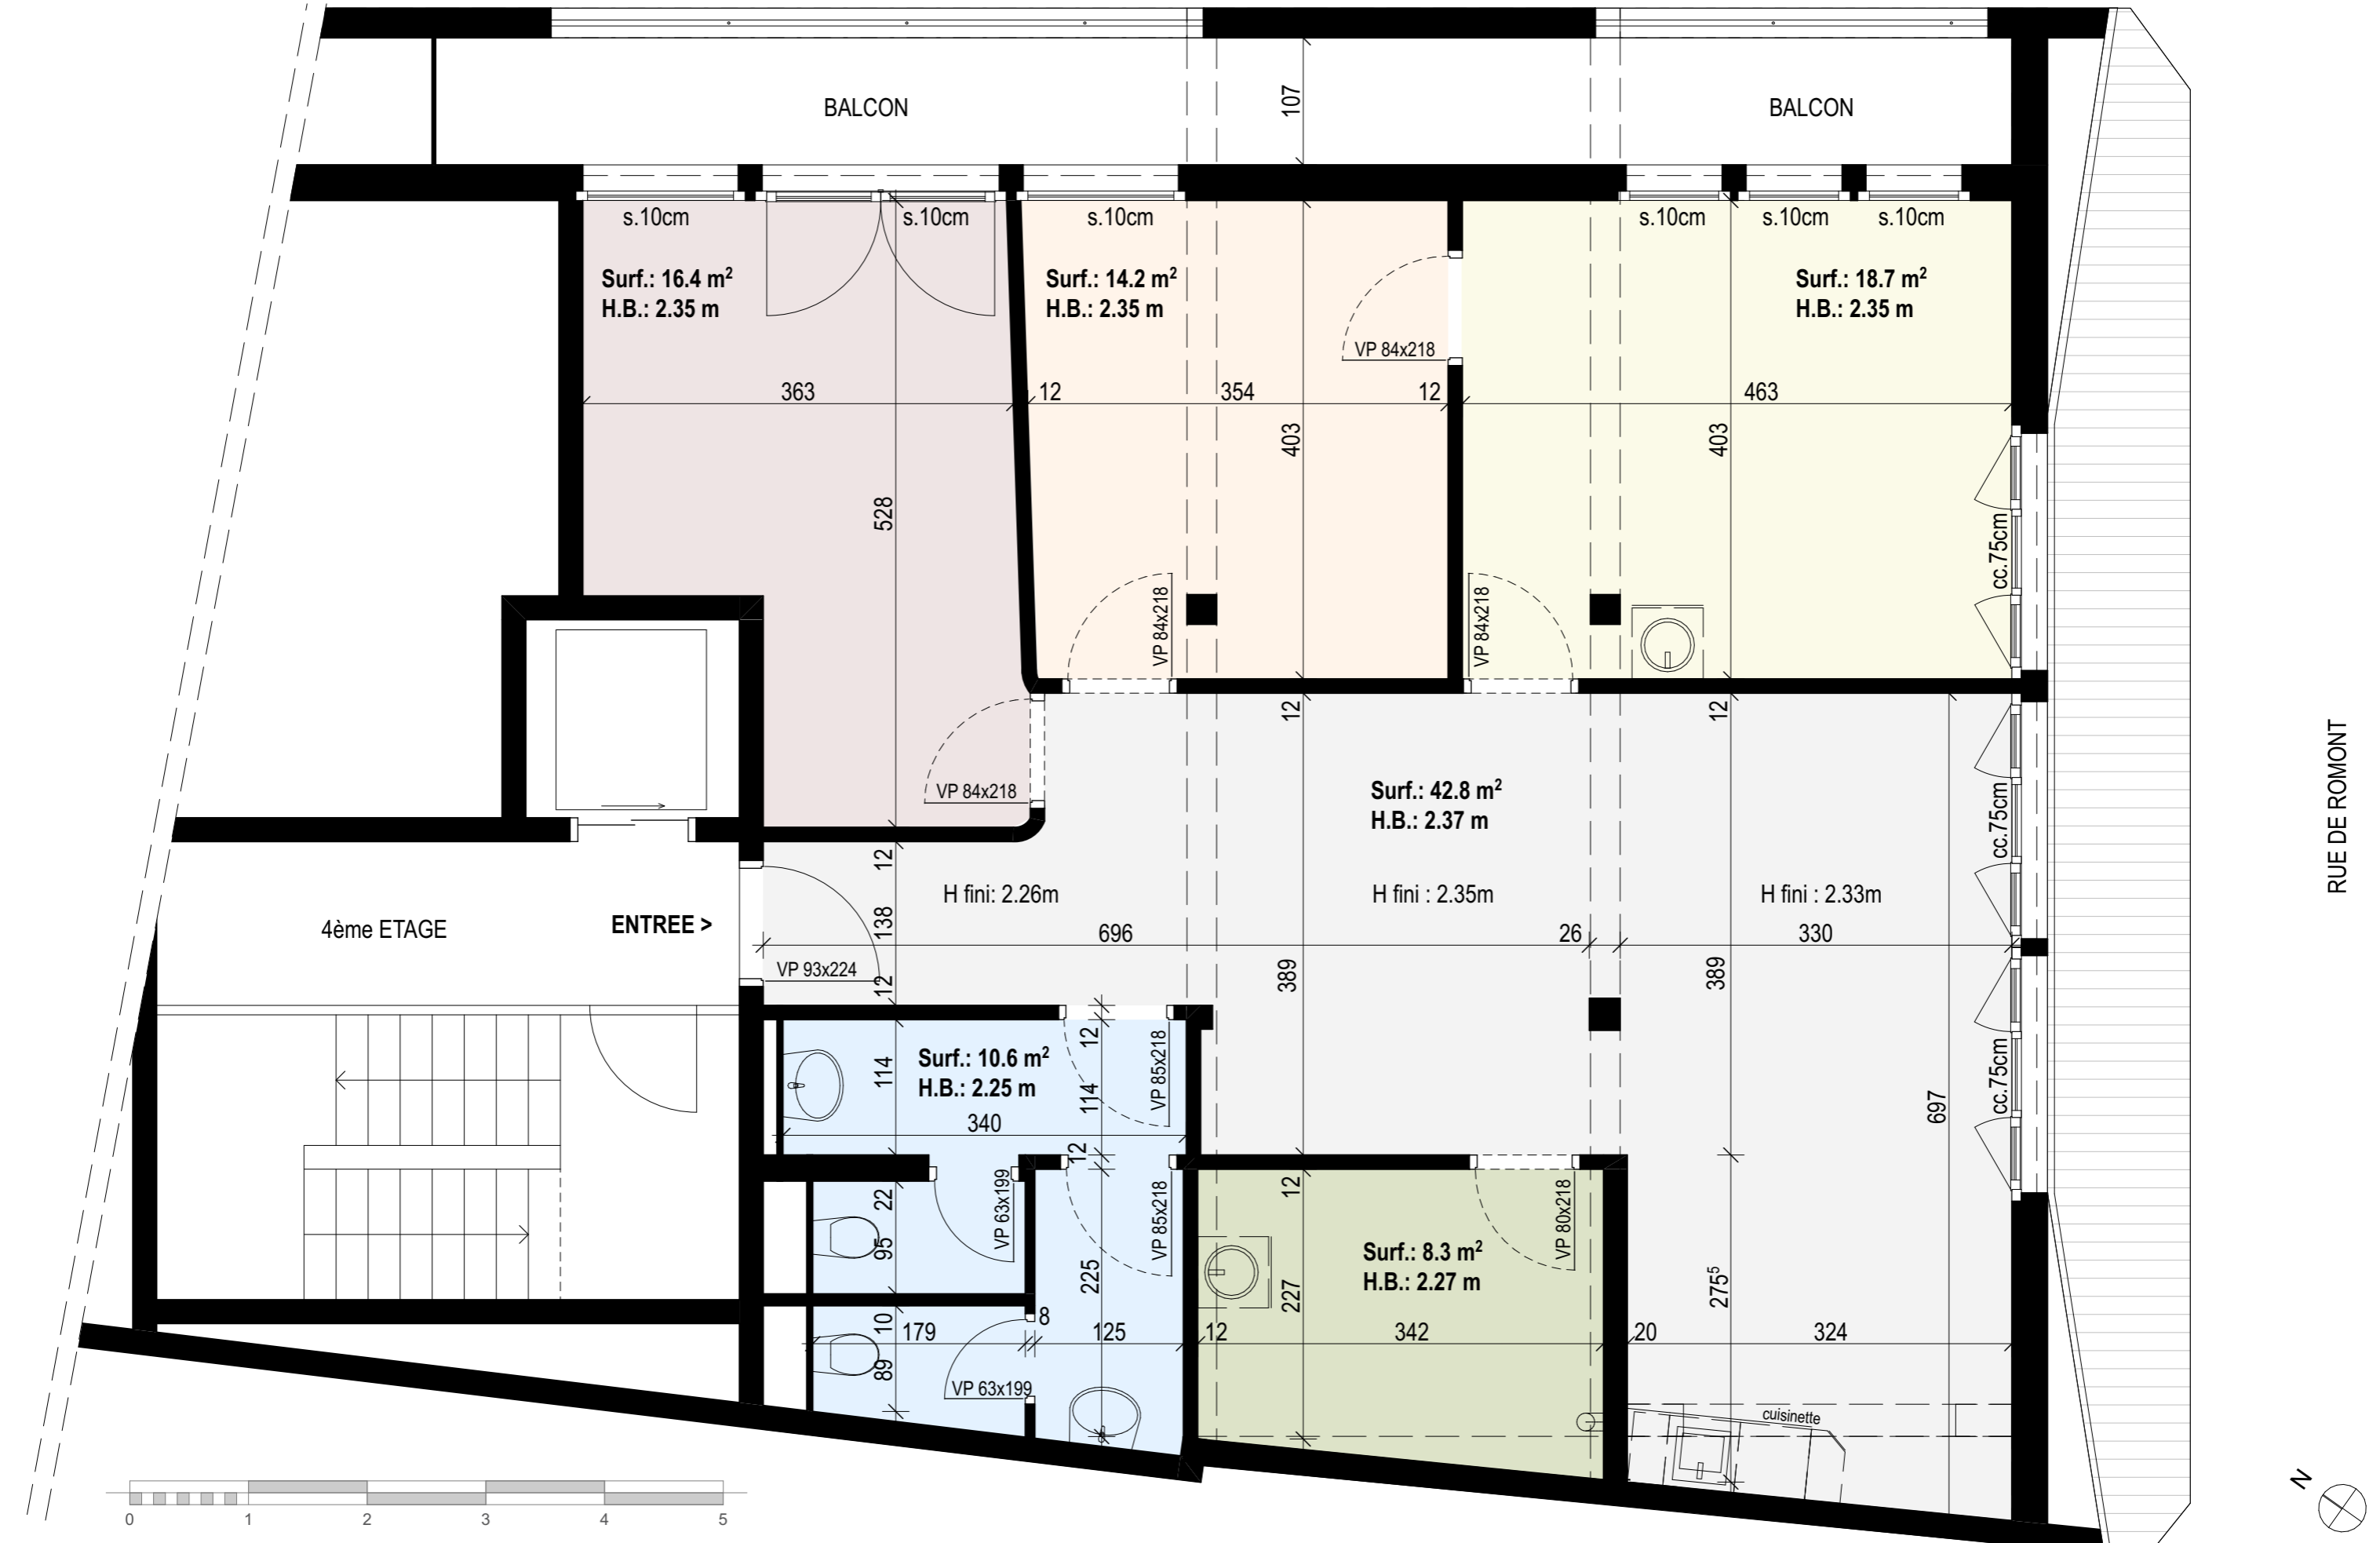 BALCON
107
BALCON
s.10cm
s.10cm
s.10cm
s.10cm
s.10cm
s.10cm
Surf.: 16.4 m²
H.B.: 2.35 m
Surf.: 14.2 m²
H.B.: 2.35 m
Surf.: 18.7 m²
H.B.: 2.35 m
VP 84x218
363
12
354
12
463
403
403
528
cc.75cm
VP 84x218
VP 84x218
12
12
VP 84x218
Surf.: 42.8 m²
H.B.: 2.37 m
cc.75cm
RUE DE ROMONT
12
H fini: 2.26m
H fini : 2.35m
H fini : 2.33m
4ème ETAGE
ENTREE >
138
696
26
330
VP 93x224
12
389
389
12
VP 85x218
Surf.: 10.6 m²
H.B.: 2.25 m
114
114
340
cc.75cm
697
12
22
VP 63x199
VP 85x218
12
VP 80x218
95
225
Surf.: 8.3 m²
H.B.: 2.27 m
227
275⁵
10
179
8
125
12
342
20
324
89
VP 63x199
cuisinette
N
0 1 2 3 4 5